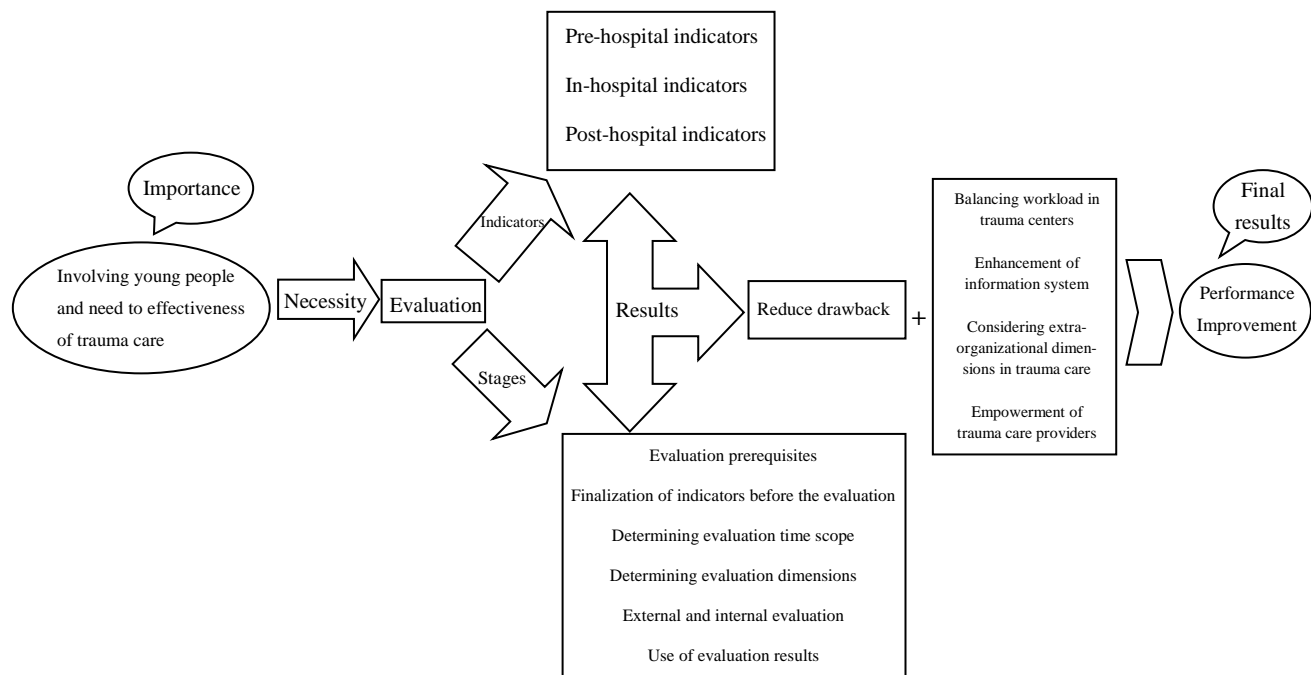 Importance
Involving young people
and need to effectiveness
of trauma care
Necessity
Evaluation
Indicators
Stages
Pre-hospital indicators
In-hospital indicators
Post-hospital indicators
Results
Evaluation prerequisites
Finalization of indicators before the evaluation
Determining evaluation time scope
Determining evaluation dimensions
External and internal evaluation
Use of evaluation results
Reduce drawback
+
Balancing workload in
trauma centers
Enhancement of
information system
Considering extra-
organizational dimen-
sions in trauma care
Empowerment of
trauma care providers
Final
results
Performance
Improvement